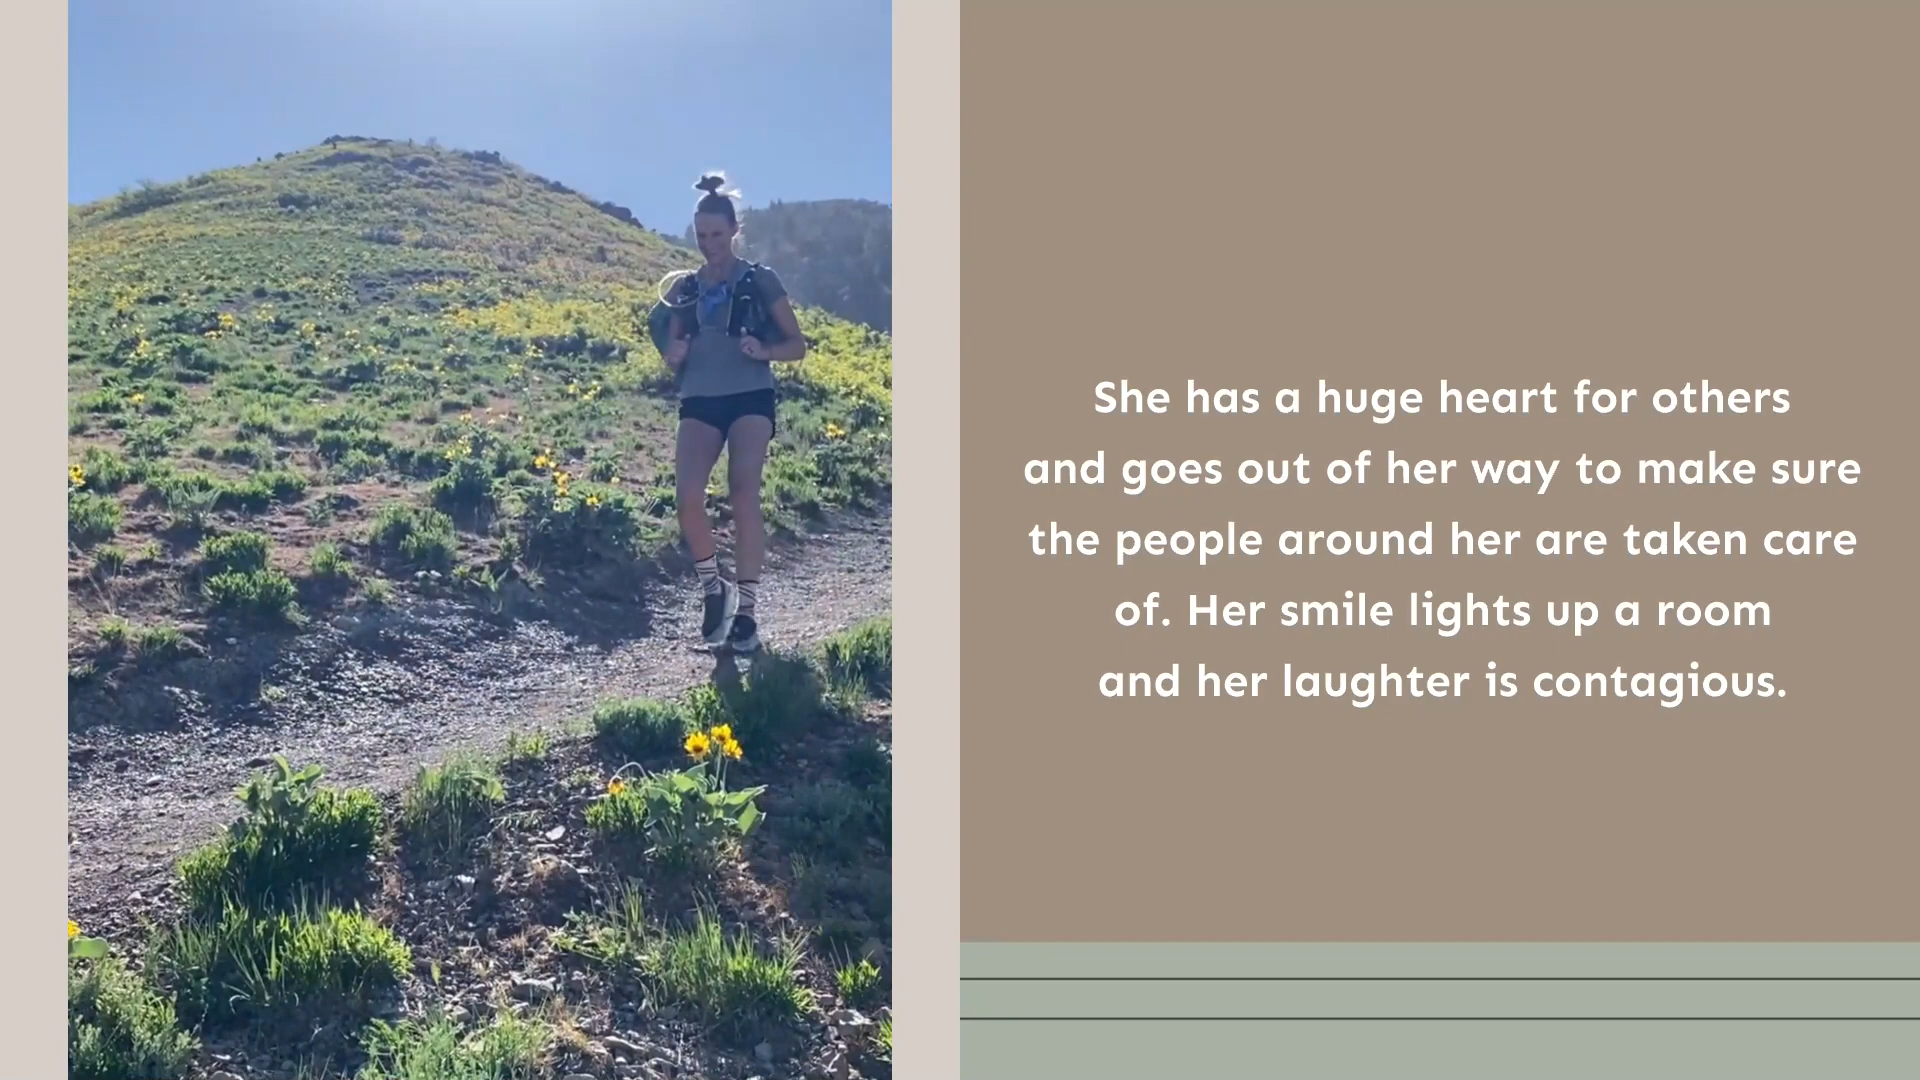 She has a huge heart for others
and goes out of her way to make sure
the people around her are taken care
of. Her smile lights up a room
and her laughter is contagious.